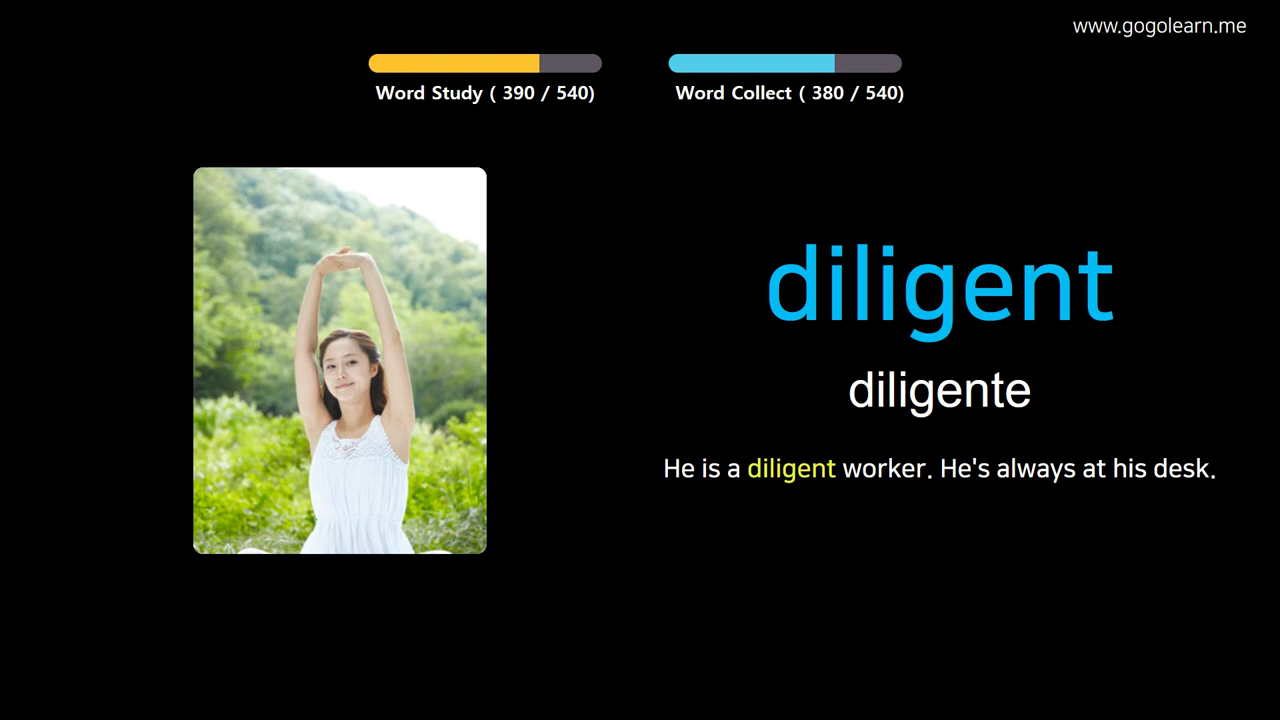 www.gogolearn.me
Word Study ( 390 / 540)
Word Collect ( 380 / 540)
diligent
diligente
He is a diligent worker. He's always at his desk.